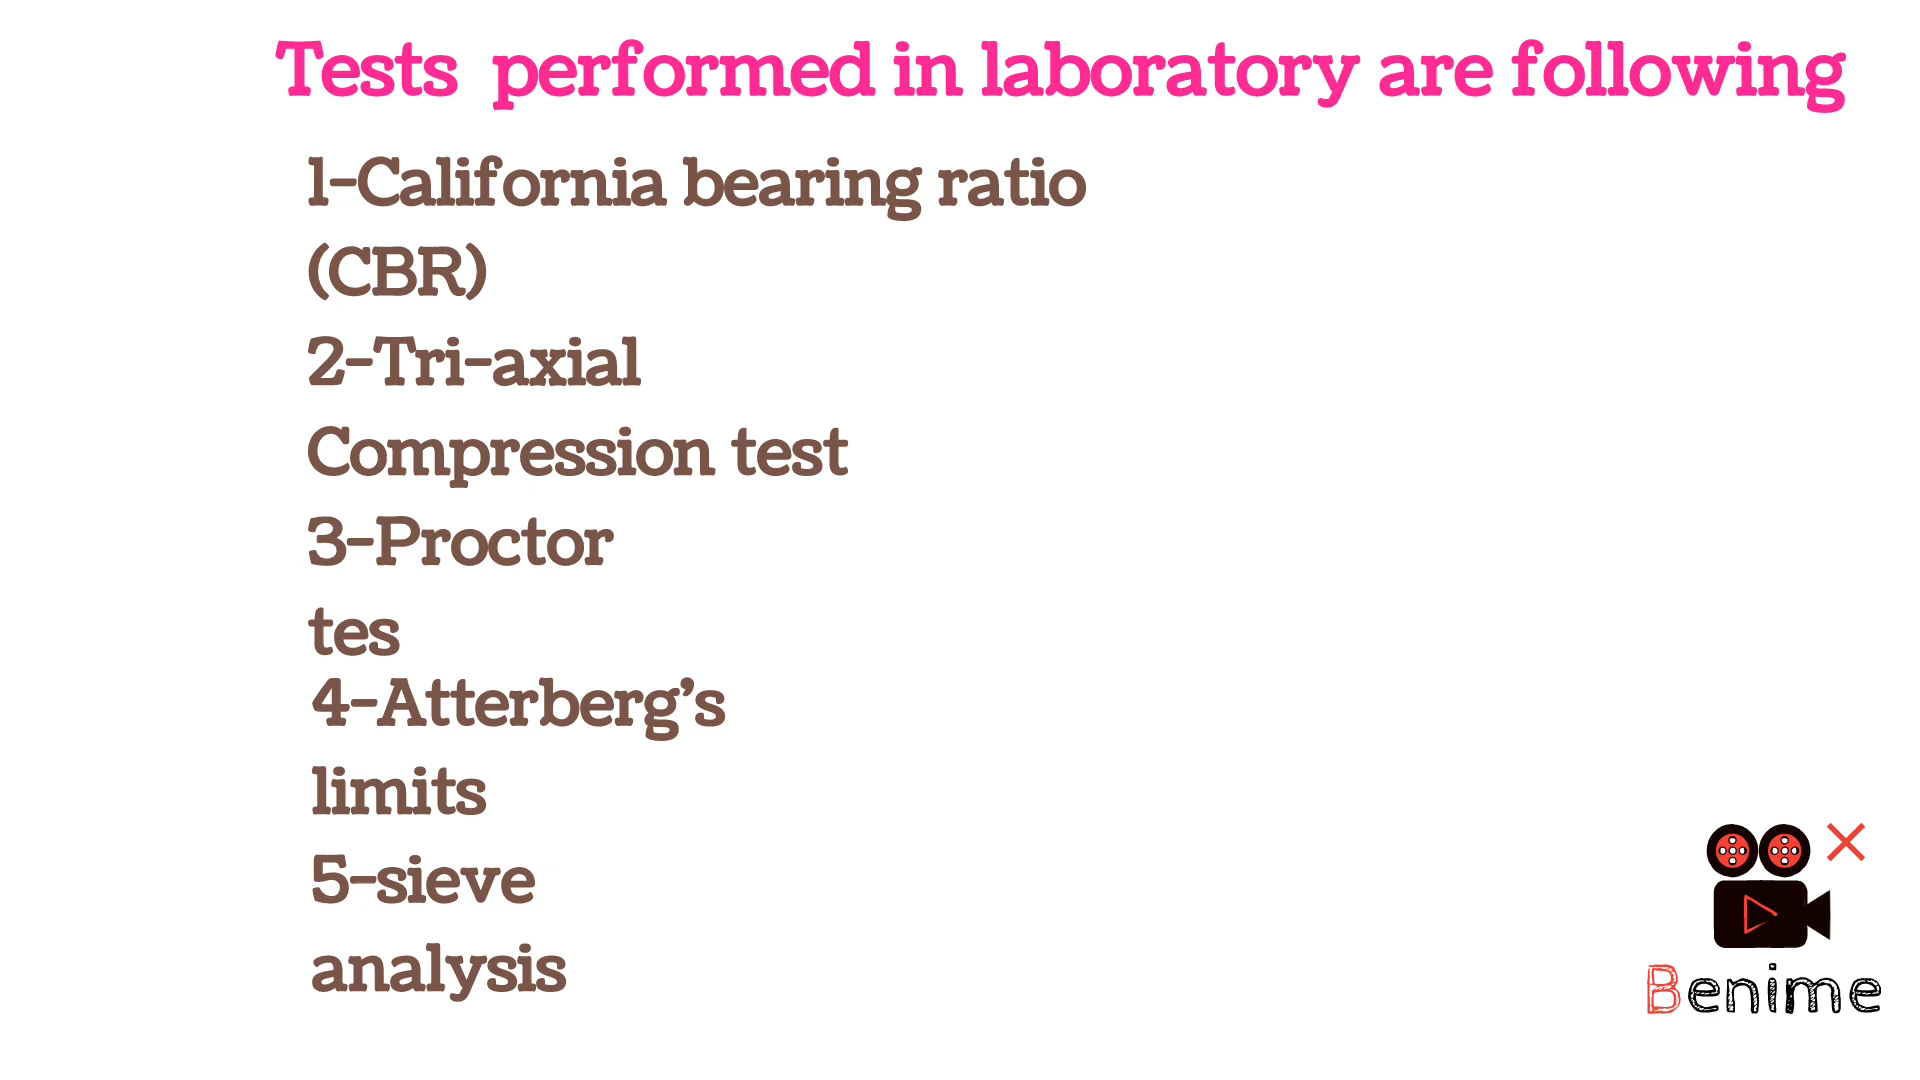 Tests performed in laboratory are following
1-California bearing ratio
(CBR)
2-Tri-axial
Compression test
3-Proctor
tes
4-Atterberg's
limits
5-sieve
analysis
Benime